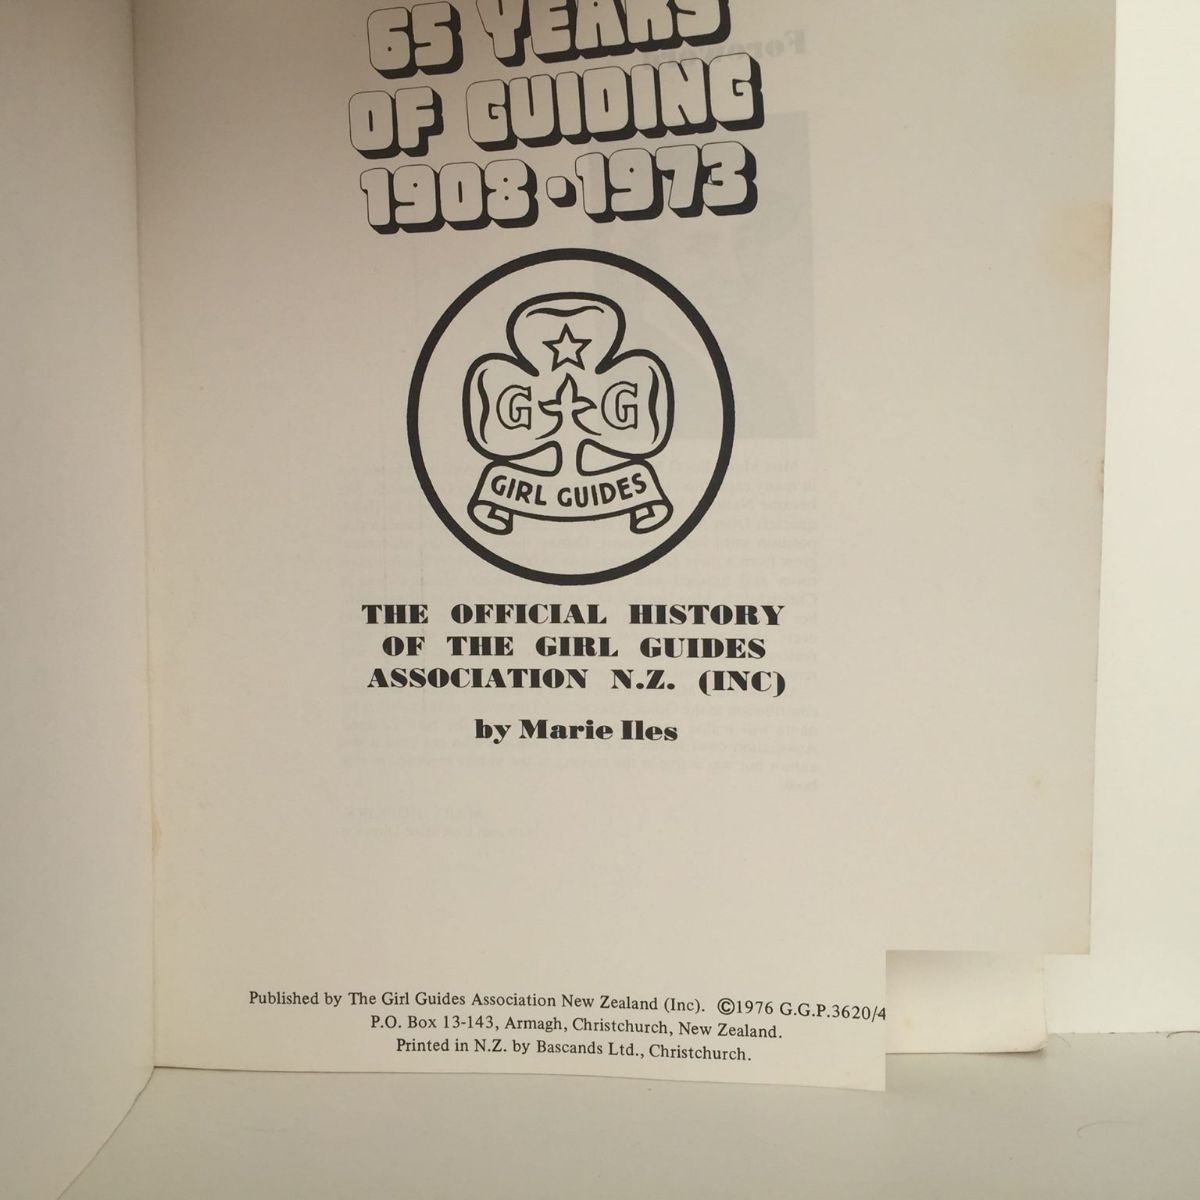 65 YEARS
OF GUIDING
1908·1973
G G
GIRL GUIDES
THE OFFICIAL HISTORY
OF THE GIRL GUIDES
ASSOCIATION N.Z. (INC)
by Marie Iles
Published by The Girl Guides Association New Zealand (Inc). ©1976 G.G.P.3620/4
P.O. Box 13-143, Armagh, Christchurch, New Zealand.
Printed in N.Z. by Bascands Ltd., Christchurch.